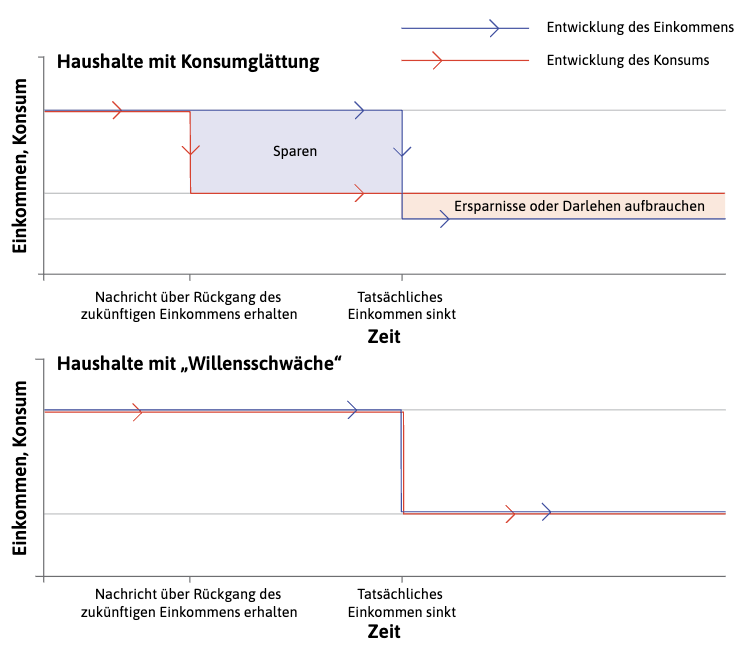 Entwicklung des Einkommens
Entwicklung des Konsums
Haushalte mit Konsumglättung
Einkommen, Konsum
Sparen
Ersparnisse oder Darlehen aufbrauchen
Nachricht über Rückgang des
zukünftigen Einkommens erhalten
Tatsächliches
Einkommen sinkt
Zeit
Haushalte mit „Willensschwäche“
Einkommen, Konsum
Nachricht über Rückgang des
zukünftigen Einkommens erhalten
Tatsächliches
Einkommen sinkt
Zeit